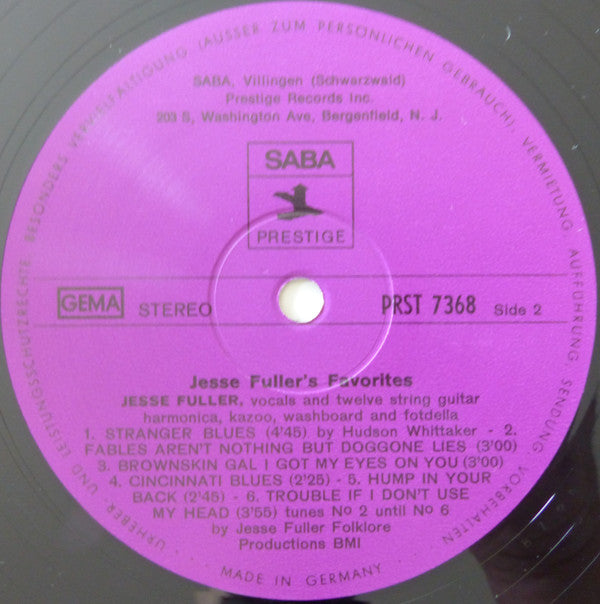 URHEBER- UND LEISTUNGSSCHUTZRECHTE BESONDERS VERVIELFÄLTIGUNG (AUSSER ZUM PERSÖNLICHEN GEBRAUCH), VERMIETUNG AUFFÜHRUNG, SENDUNG VORBEHALTEN
SABA, Villingen (Schwarzwald)
Prestige Records Inc.
203 S, Washington Ave, Bergenfield, N. J.
SABA
PRESTIGE
GEMA STEREO PRST 7368 Side 2
Jesse Fuller's Favorites
JESSE FULLER, vocals and twelve string guitar
harmonica, kazoo, washboard and fotdella
1. STRANGER BLUES (4'45) by Hudson Whittaker - 2.
FABLES AREN'T NOTHING BUT DOGGONE LIES (3'00)
3. BROWNSKIN GAL I GOT MY EYES ON YOU (3'00)
4. CINCINNATI BLUES (2'25) - 5. HUMP IN YOUR
BACK (2'45) - 6. TROUBLE IF I DON'T USE
MY HEAD (3'55) tunes No 2 until No 6
by Jesse Fuller Folklore
Productions BMI
· MADE IN GERMANY ·